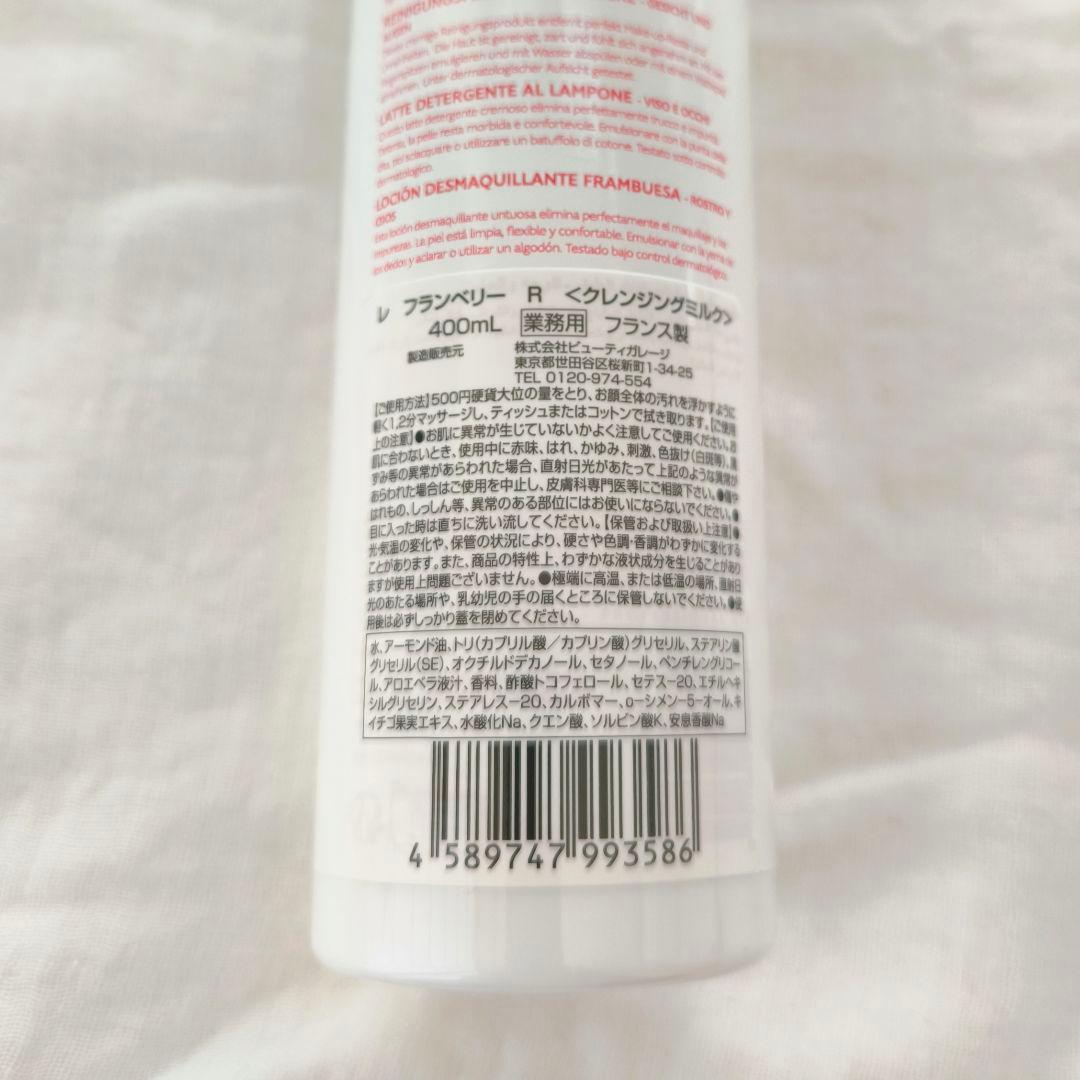 LATTE DETERGENTE AL LAMPONE - VISO E OCCHI
Questo latte detergente cremoso elimina perfettamente trucco e impurità.
Detersa, la pelle resta morbida e confortevole. Emulsionare con la punta delle
dita, poi sciacquare o utilizzare un batuffolo di cotone. Testato sotto controllo
dermatologico.
LOCIÓN DESMAQUILLANTE FRAMBUESA - ROSTRO Y
OJOS
Esta loción desmaquillante untuosa elimina perfectamente el maquillaje y las
impurezas. La piel está limpia, flexible y confortable. Emulsionar con la yema de
los dedos y aclarar o utilizar un algodón. Testado bajo control dermatológico.
レ フランベリー R <クレンジングミルク>
400mL 業務用 フランス製
製造販売元 株式会社ビューティガレージ
東京都世田谷区桜新町1-34-25
TEL 0120-974-554
【ご使用方法】500円硬貨大位の量をとり、お顔全体の汚れを浮かすように
軽く1,2分マッサージし、ティッシュまたはコットンで拭き取ります。【ご使用
上の注意】●お肌に異常が生じていないかよく注意してご使用ください。お
肌に合わないとき、使用中に赤味、はれ、かゆみ、刺激、色抜け(白斑等)、黒
ずみ等の異常があらわれた場合、直射日光があたって上記のような異常が
あらわれた場合はご使用を中止し、皮膚科専門医等にご相談下さい。●傷や
はれもの、しっしん等、異常のある部位にはお使いにならないでください。●
目に入った時は直ちに洗い流してください。【保管および取扱い上注意】●
光・気温の変化や、保管の状況により、硬さや色調・香調がわずかに変化する
ことがあります。また、商品の特性上、わずかな液状成分を生じることがあり
ますが使用上問題ございません。●極端に高温、または低温の場所、直射日
光のあたる場所や、乳幼児の手の届くところに保管しないでください。●使
用後は必ずしっかり蓋を閉めてください。
水、アーモンド油、トリ(カプリル酸/カプリン酸)グリセリル、ステアリン酸
グリセリル(SE)、オクチルドデカノール、セタノール、ペンチレングリコー
ル、アロエベラ液汁、香料、酢酸トコフェロール、セテス-20、エチルヘキ
シルグリセリン、ステアレス-20、カルボマー、o-シメン-5-オール、キ
イチゴ果実エキス、水酸化Na、クエン酸、ソルビン酸K、安息香酸Na
4 589747 993586